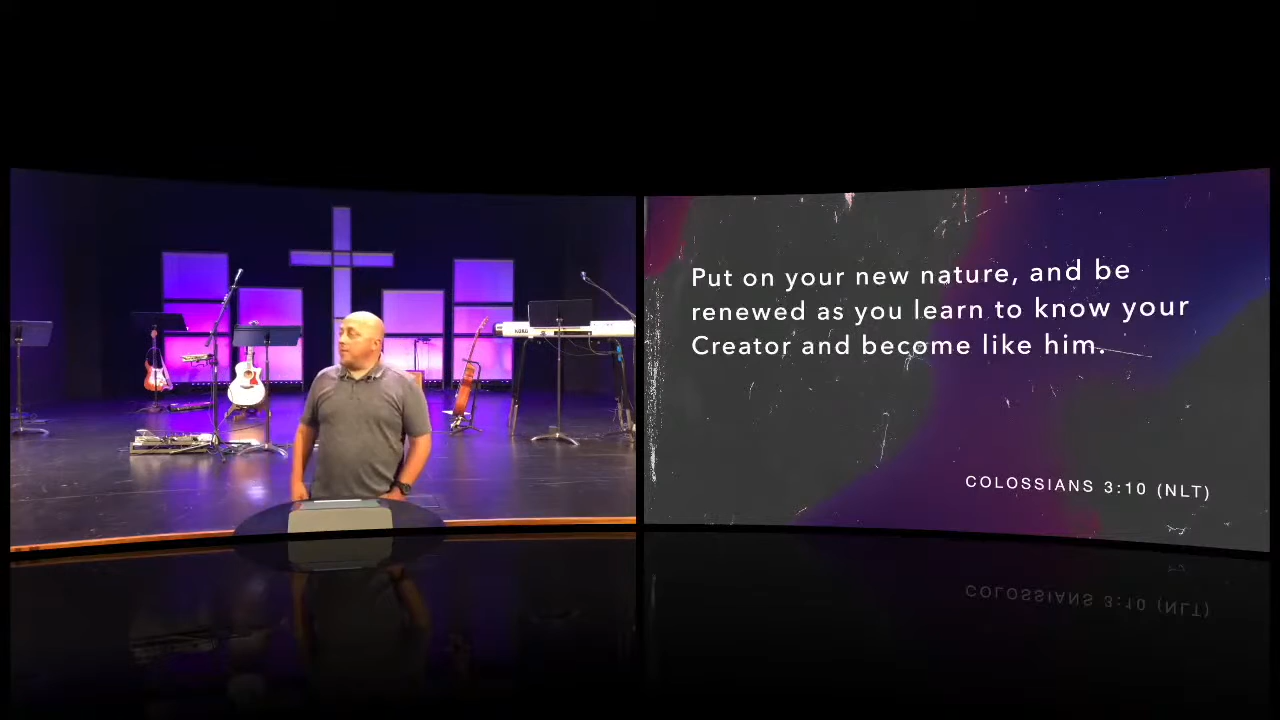 KORG
Put on your new nature, and be
renewed as you learn to know your
Creator and become like him.
COLOSSIANS 3:10 (NLT)